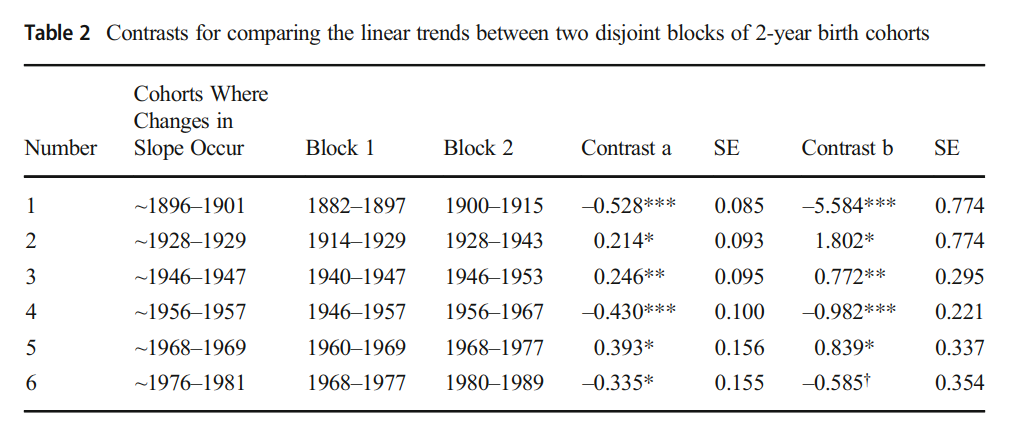 Table 2 Contrasts for comparing the linear trends between two disjoint blocks of 2-year birth cohorts
Number Cohorts Where Changes in Slope Occur Block 1 Block 2 Contrast a SE Contrast b SE
1 ~1896–1901 1882–1897 1900–1915 –0.528*** 0.085 –5.584*** 0.774
2 ~1928–1929 1914–1929 1928–1943 0.214* 0.093 1.802* 0.774
3 ~1946–1947 1940–1947 1946–1953 0.246** 0.095 0.772** 0.295
4 ~1956–1957 1946–1957 1956–1967 –0.430*** 0.100 –0.982*** 0.221
5 ~1968–1969 1960–1969 1968–1977 0.393* 0.156 0.839* 0.337
6 ~1976–1981 1968–1977 1980–1989 –0.335* 0.155 –0.585† 0.354